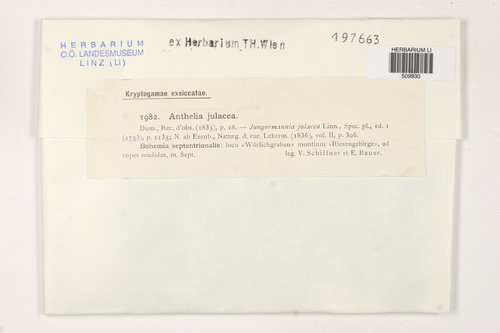 HERBARIUM
O.Ö. LANDESMUSEUM
LINZ (LI)
ex Herbarium TH.Wien
197663
HERBARIUM LI
509930
Kryptogamae exsiccatae.
1982. Anthelia julacea.
Dum., Rec. d'obs. (1835), p. 18. — Jungermannia julacea Linn., Spec. pl., ed. 1
(1753), p. 1135; N. ab Esenb., Naturg. d. eur. Leberm. (1836), vol. II, p. 306.
Bohemia septentrionalis: loco «Wörlichgraben» montium «Riesengebirge», ad
rupes madidas, m. Sept.
leg. V. Schiffner et E. Bauer.